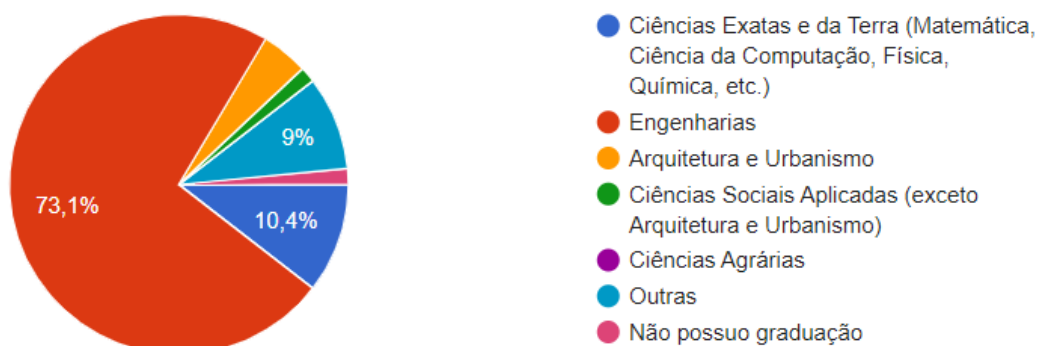 9%
73,1%
10,4%
Ciências Exatas e da Terra (Matemática,
Ciência da Computação, Física,
Química, etc.)
Engenharias
Arquitetura e Urbanismo
Ciências Sociais Aplicadas (exceto
Arquitetura e Urbanismo)
Ciências Agrárias
Outras
Não possuo graduação